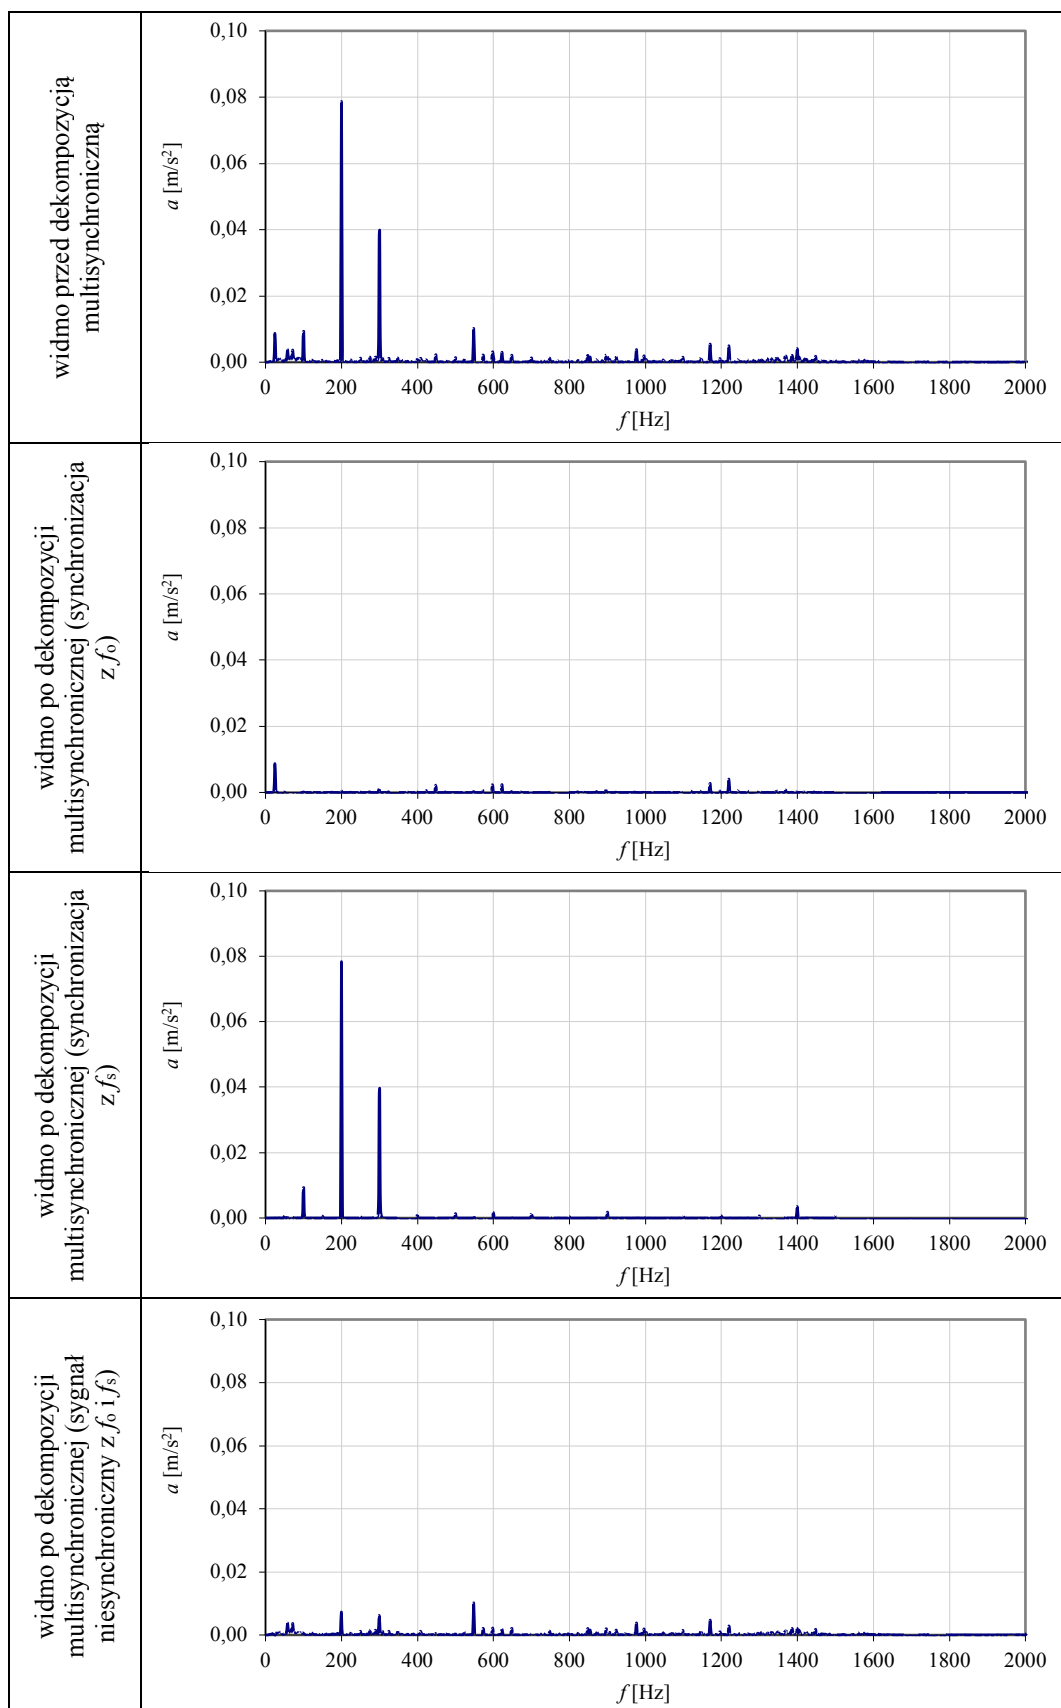 widmo przed dekompozycją
multisynchroniczną
0,10
0,08
0,06
0,04
0,02
0,00
a [m/s²]
0 200 400 600 800 1000 1200 1400 1600 1800 2000
f [Hz]
widmo po dekompozycji
multisynchronicznej (synchronizacja
z fo)
0,10
0,08
0,06
0,04
0,02
0,00
a [m/s²]
0 200 400 600 800 1000 1200 1400 1600 1800 2000
f [Hz]
widmo po dekompozycji
multisynchronicznej (synchronizacja
z fs)
0,10
0,08
0,06
0,04
0,02
0,00
a [m/s²]
0 200 400 600 800 1000 1200 1400 1600 1800 2000
f [Hz]
widmo po dekompozycji
multisynchronicznej (sygnał
niesynchroniczny z fo i fs)
0,10
0,08
0,06
0,04
0,02
0,00
a [m/s²]
0 200 400 600 800 1000 1200 1400 1600 1800 2000
f [Hz]